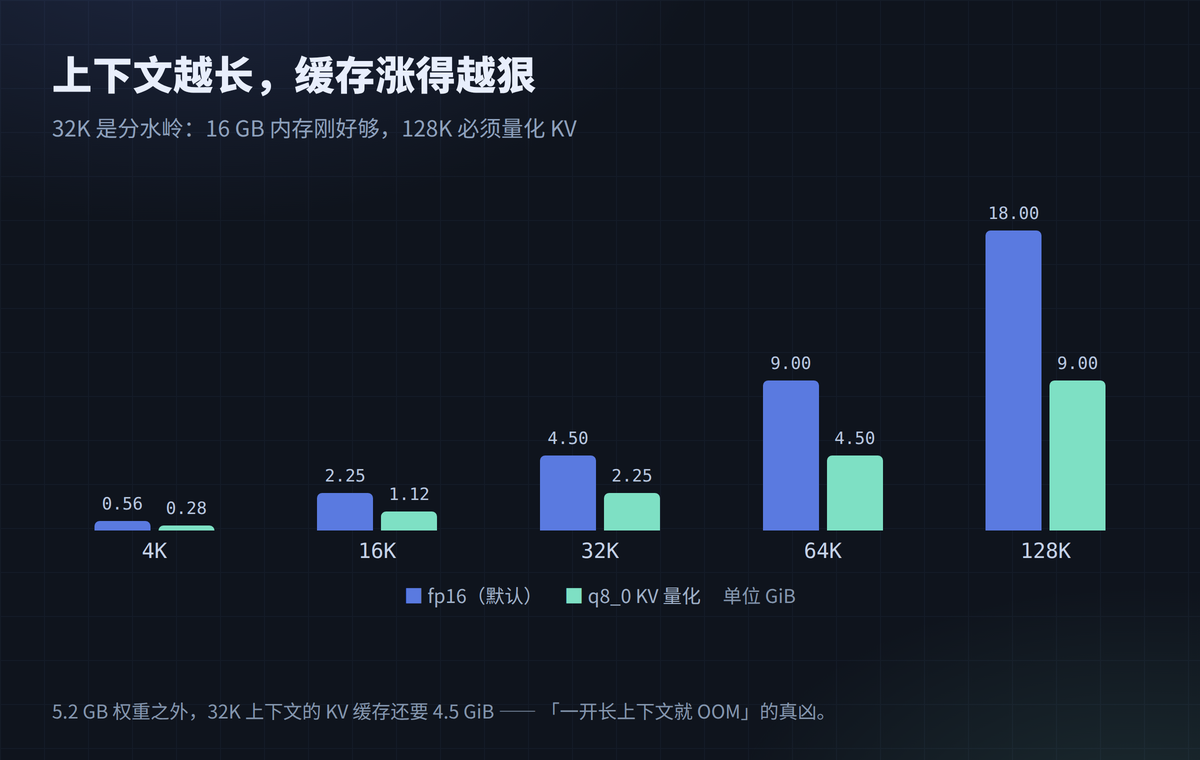 上下文越长，缓存涨得越狠
32K 是分水岭：16 GB 内存刚好够，128K 必须量化 KV
0.56 0.28
2.25 1.12
4.50 2.25
9.00 4.50
18.00 9.00
4K 16K 32K 64K 128K
fp16（默认） q8_0 KV 量化 单位 GiB
5.2 GB 权重之外，32K 上下文的 KV 缓存还要 4.5 GiB —— 「一开长上下文就 OOM」的真凶。